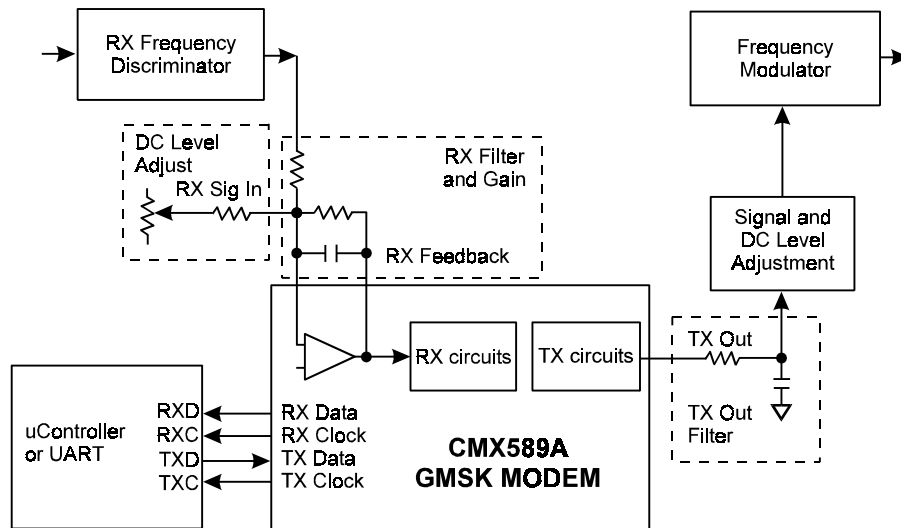 RX Frequency
Discriminator
Frequency
Modulator
DC Level
Adjust
RX Sig In
RX Filter
and Gain
RX Feedback
Signal and
DC Level
Adjustment
RX circuits
TX circuits
TX Out
TX Out
Filter
uController
or UART
RXD
RXC
TXD
TXC
RX Data
RX Clock
TX Data
TX Clock
CMX589A
GMSK MODEM